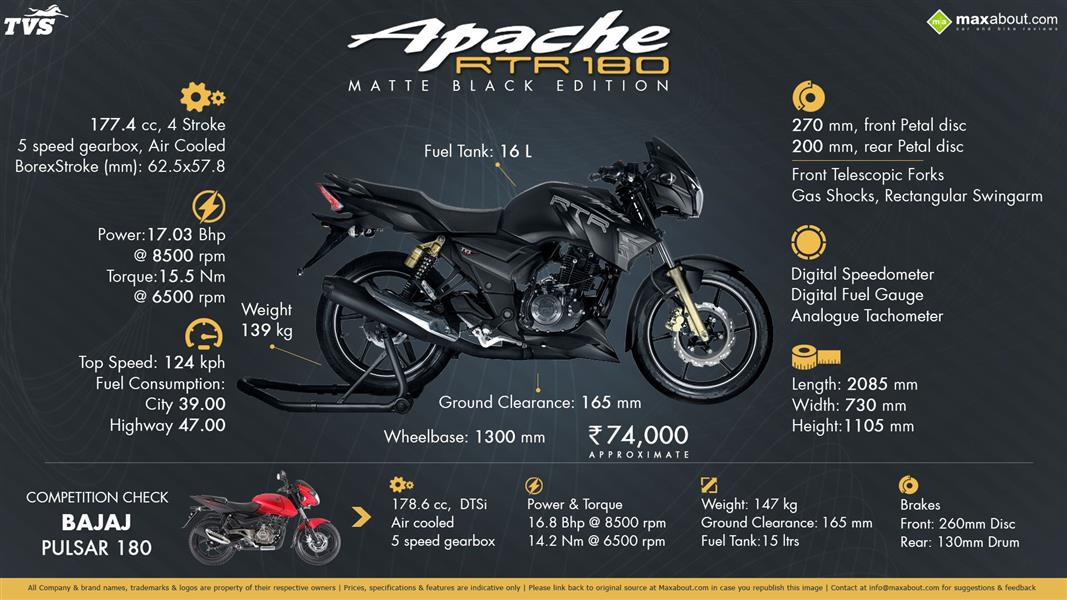 TVS
Apache
RTR 180
MATTE BLACK EDITION
m/a maxabout.com
car and bike reviews
177.4 cc, 4 Stroke
5 speed gearbox, Air Cooled
BorexStroke (mm): 62.5x57.8
Power:17.03 Bhp
@ 8500 rpm
Torque:15.5 Nm
@ 6500 rpm
Top Speed: 124 kph
Fuel Consumption:
City 39.00
Highway 47.00
Weight
139 kg
Fuel Tank: 16 L
RTR
TVS
Ground Clearance: 165 mm
Wheelbase: 1300 mm
₹74,000
APPROXIMATE
270 mm, front Petal disc
200 mm, rear Petal disc
Front Telescopic Forks
Gas Shocks, Rectangular Swingarm
Digital Speedometer
Digital Fuel Gauge
Analogue Tachometer
Length: 2085 mm
Width: 730 mm
Height:1105 mm
COMPETITION CHECK
BAJAJ
PULSAR 180
178.6 cc, DTSi
Air cooled
5 speed gearbox
Power & Torque
16.8 Bhp @ 8500 rpm
14.2 Nm @ 6500 rpm
Weight: 147 kg
Ground Clearance: 165 mm
Fuel Tank:15 ltrs
Brakes
Front: 260mm Disc
Rear: 130mm Drum
All Company & brand names, trademarks & logos are property of their respective owners | Prices, specifications & features are indicative only | Please link back to original source at Maxabout.com in case you republish this image | Contact at info@maxabout.com for suggestions & feedback